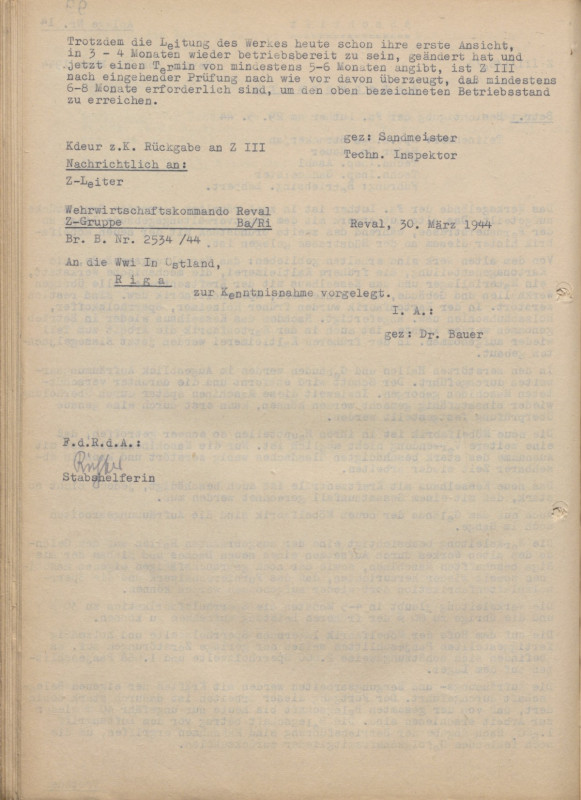 Trotzdem die Leitung des Werkes heute schon ihre erste Ansicht,
in 3 - 4 Monaten wieder betriebsbereit zu sein, geändert hat und
jetzt einen Termin von mindestens 5-6 Monaten angibt, ist Z III
nach eingehender Prüfung nach wie vor davon überzeugt, daß mindestens
6-8 Monate erforderlich sind, um den oben bezeichneten Betriebsstand
zu erreichen.
gez: Sandmeister
Kdeur z.K. Rückgabe an Z III
Techn. Inspektor
Nachrichtlich an:
Z-Leiter
Wehrwirtschaftskommando Reval
Z-Gruppe Ba/Ri
Reval, 30. März 1944
Br. B. Nr. 2534 /44
An die Wwi In Ostland,
Riga
zur Kenntnisnahme vorgelegt.
I. A.:
gez: Dr. Bauer
F.d.R.d.A.:
Stabshelferin